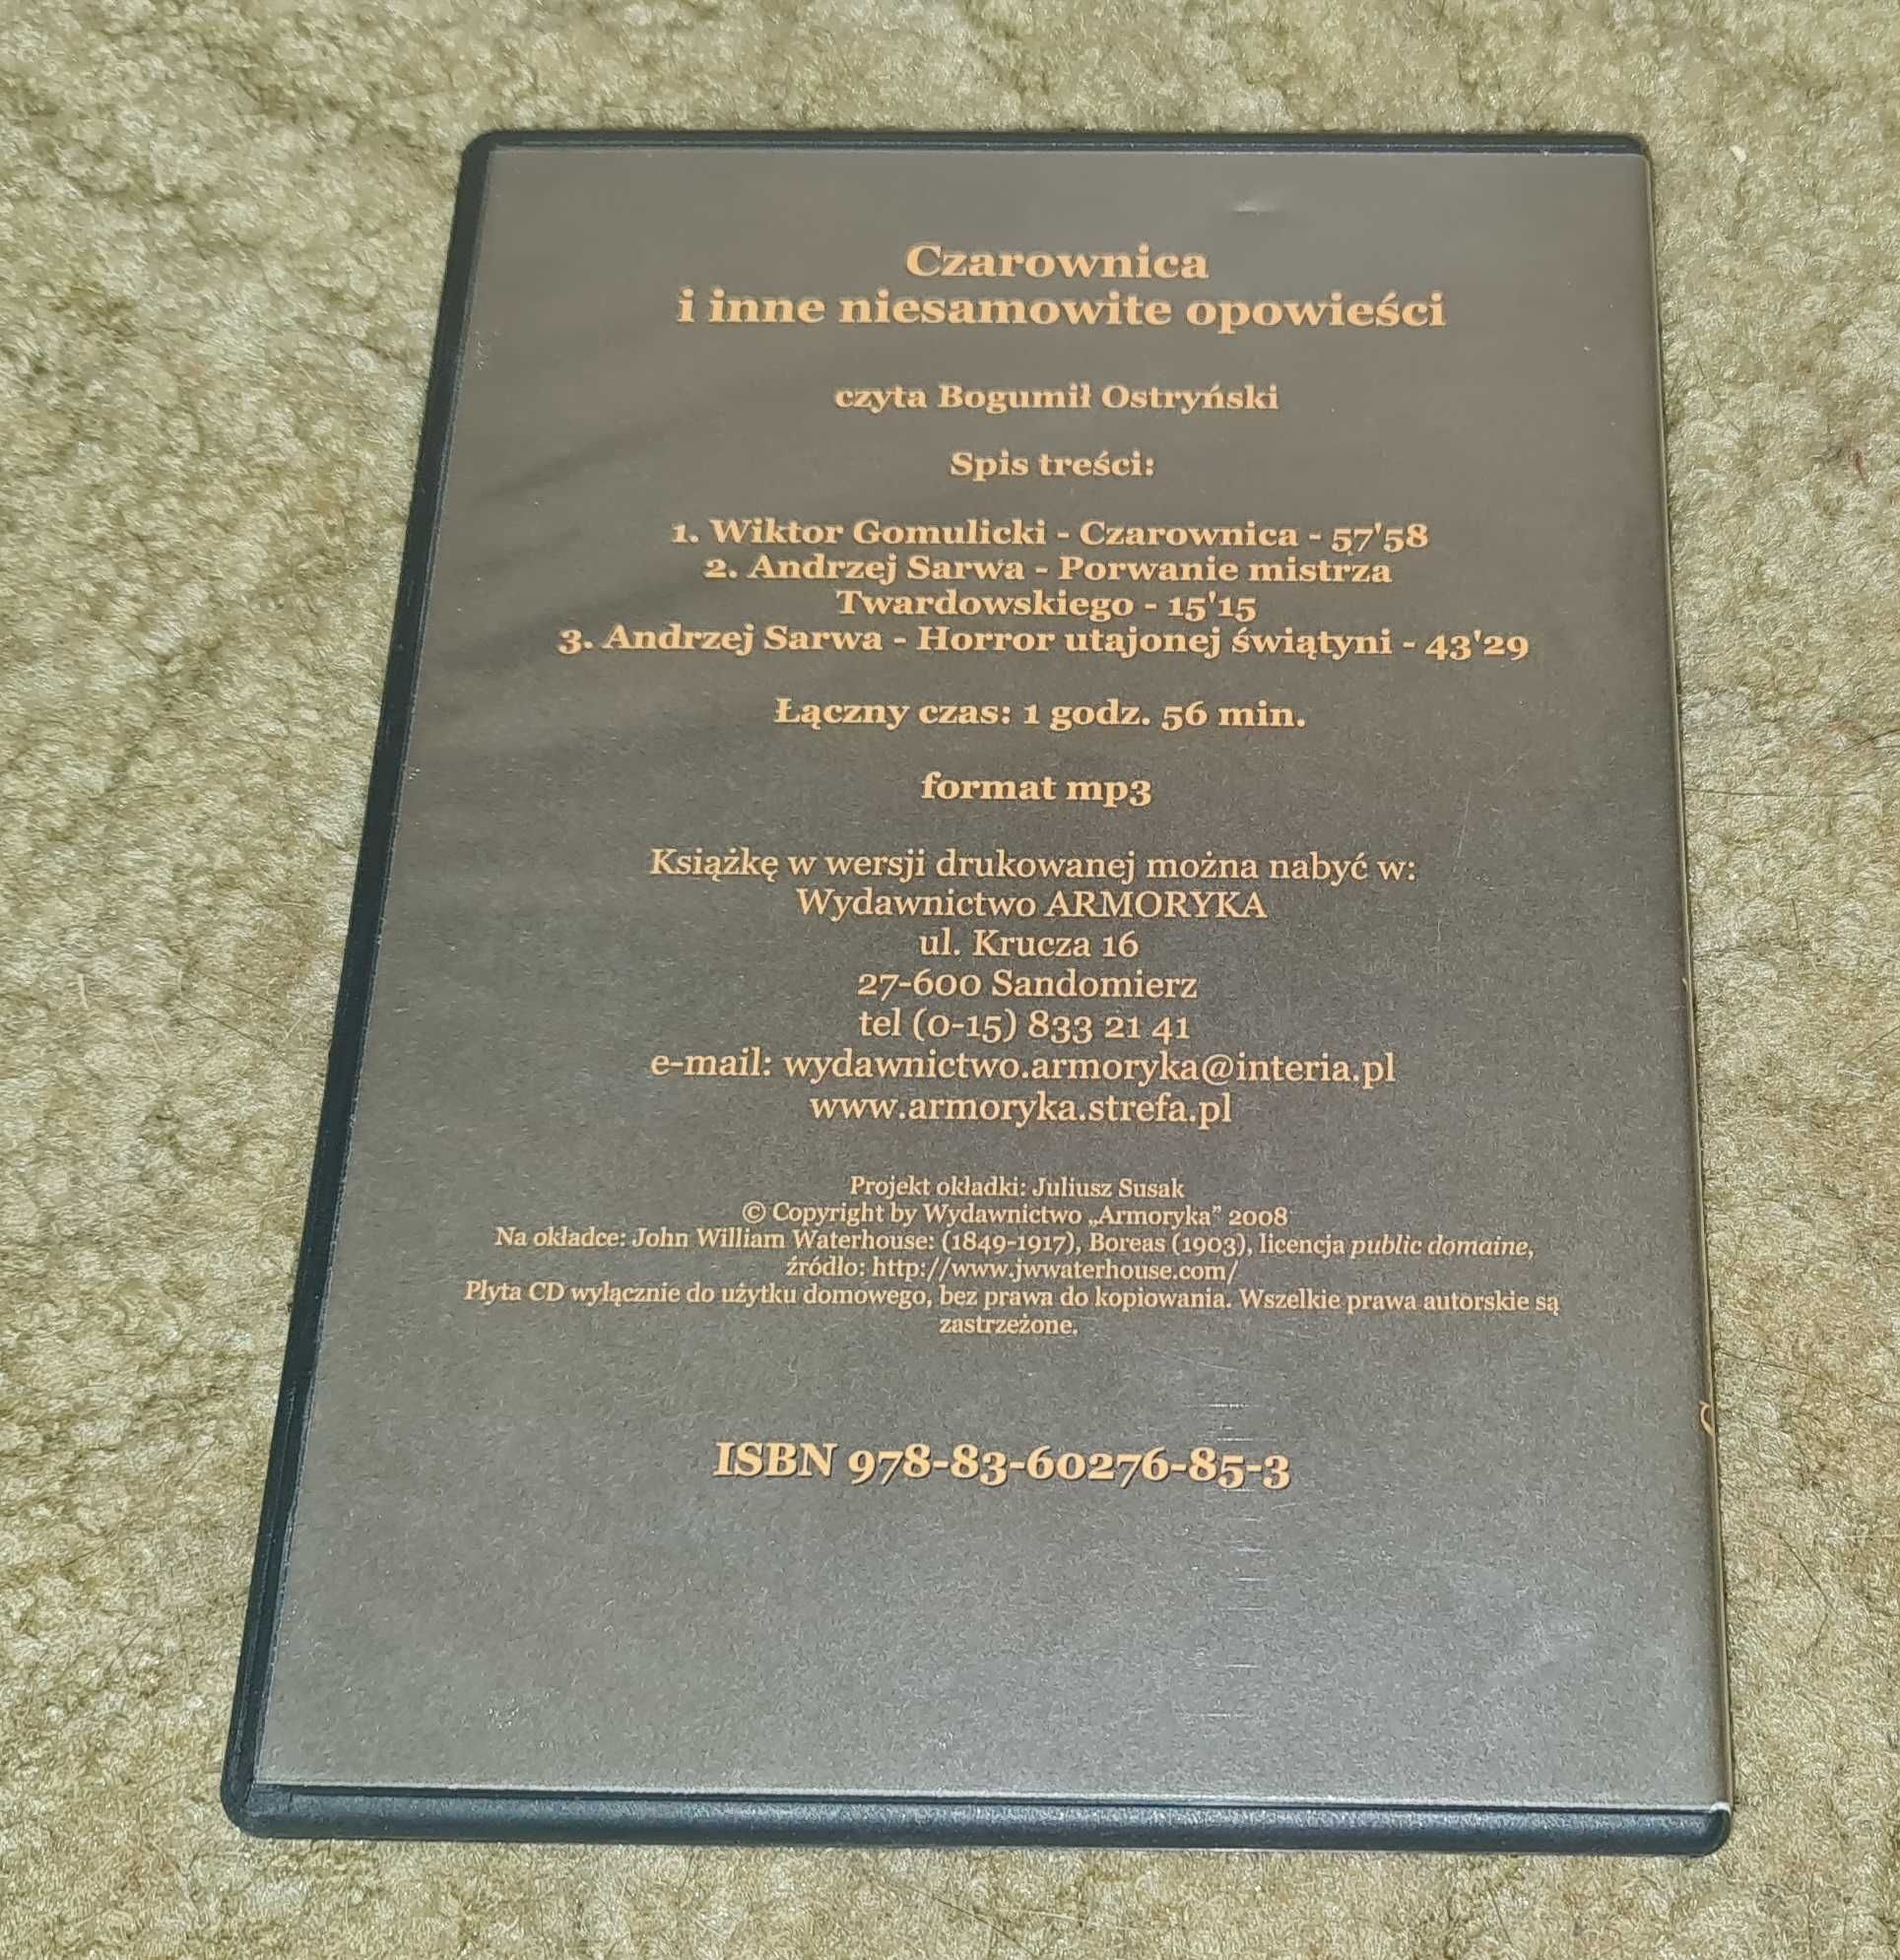 Czarownica
i inne niesamowite opowieści
czyta Bogumił Ostryński
Spis treści:
1. Wiktor Gomulicki - Czarownica - 57'58
2. Andrzej Sarwa - Porwanie mistrza
Twardowskiego - 15'15
3. Andrzej Sarwa - Horror utajonej świątyni - 43'29
Łączny czas: 1 godz. 56 min.
format mp3
Książkę w wersji drukowanej można nabyć w:
Wydawnictwo ARMORYKA
ul. Krucza 16
27-600 Sandomierz
tel (0-15) 833 21 41
e-mail: wydawnictwo.armoryka@interia.pl
www.armoryka.strefa.pl
Projekt okładki: Juliusz Susak
© Copyright by Wydawnictwo „Armoryka” 2008
Na okładce: John William Waterhouse: (1849-1917), Boreas (1903), licencja public domaine,
źródło: http://www.jwwaterhouse.com/
Płyta CD wyłącznie do użytku domowego, bez prawa do kopiowania. Wszelkie prawa autorskie są
zastrzeżone.
ISBN 978-83-60276-85-3